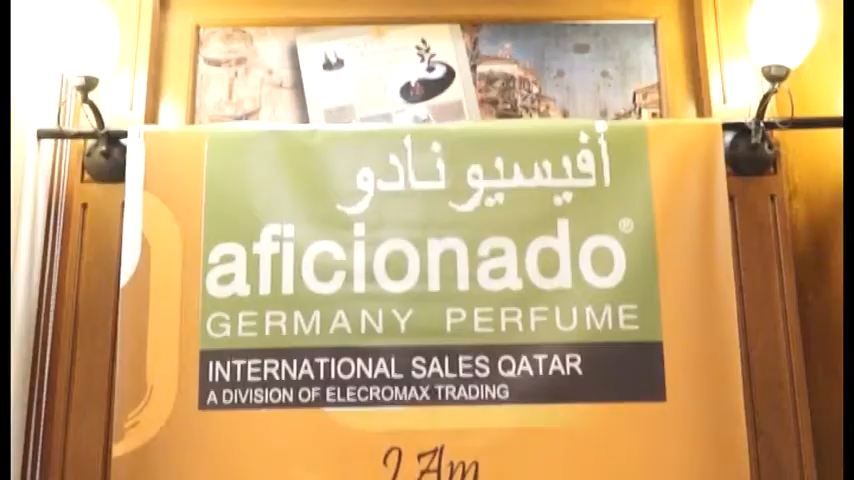 أفيسيو نادو
aficionado®
GERMANY PERFUME
INTERNATIONAL SALES QATAR
A DIVISION OF ELECROMAX TRADING
I Am